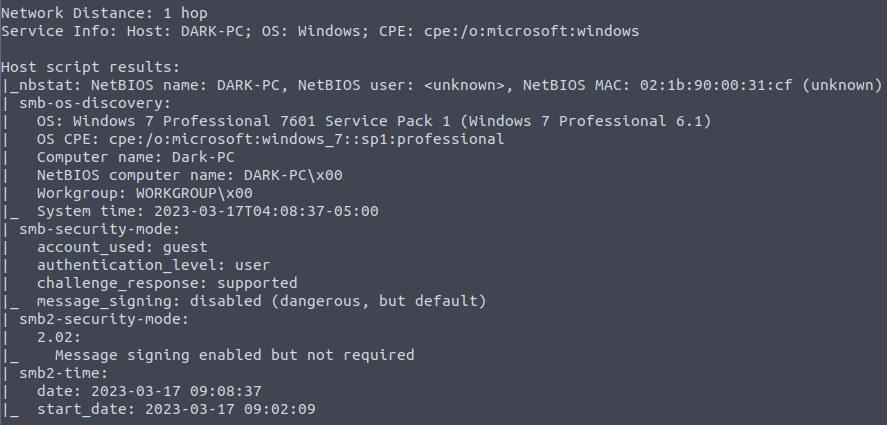 Network Distance: 1 hop
Service Info: Host: DARK-PC; OS: Windows; CPE: cpe:/o:microsoft:windows

Host script results:
|_nbstat: NetBIOS name: DARK-PC, NetBIOS user: <unknown>, NetBIOS MAC: 02:1b:90:00:31:cf (unknown)
| smb-os-discovery:
|   OS: Windows 7 Professional 7601 Service Pack 1 (Windows 7 Professional 6.1)
|   OS CPE: cpe:/o:microsoft:windows_7::sp1:professional
|   Computer name: Dark-PC
|   NetBIOS computer name: DARK-PC\x00
|   Workgroup: WORKGROUP\x00
|_  System time: 2023-03-17T04:08:37-05:00
| smb-security-mode:
|   account_used: guest
|   authentication_level: user
|   challenge_response: supported
|_  message_signing: disabled (dangerous, but default)
| smb2-security-mode:
|   2.02:
|_    Message signing enabled but not required
| smb2-time:
|   date: 2023-03-17 09:08:37
|_  start_date: 2023-03-17 09:02:09